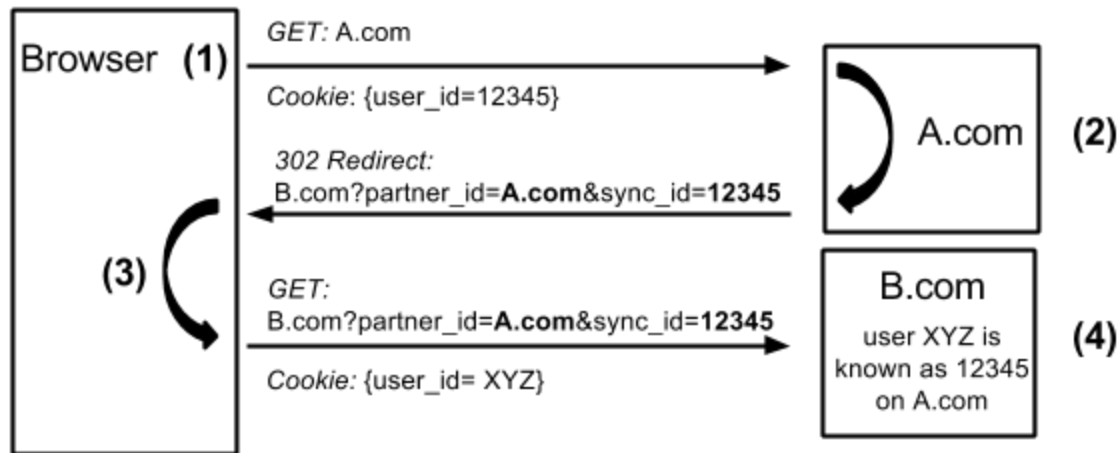 Browser (1)
GET: A.com
Cookie: {user_id=12345}
A.com (2)
302 Redirect:
B.com?partner_id=A.com&sync_id=12345
(3)
GET:
B.com?partner_id=A.com&sync_id=12345
Cookie: {user_id= XYZ}
B.com
user XYZ is
known as 12345
on A.com
(4)